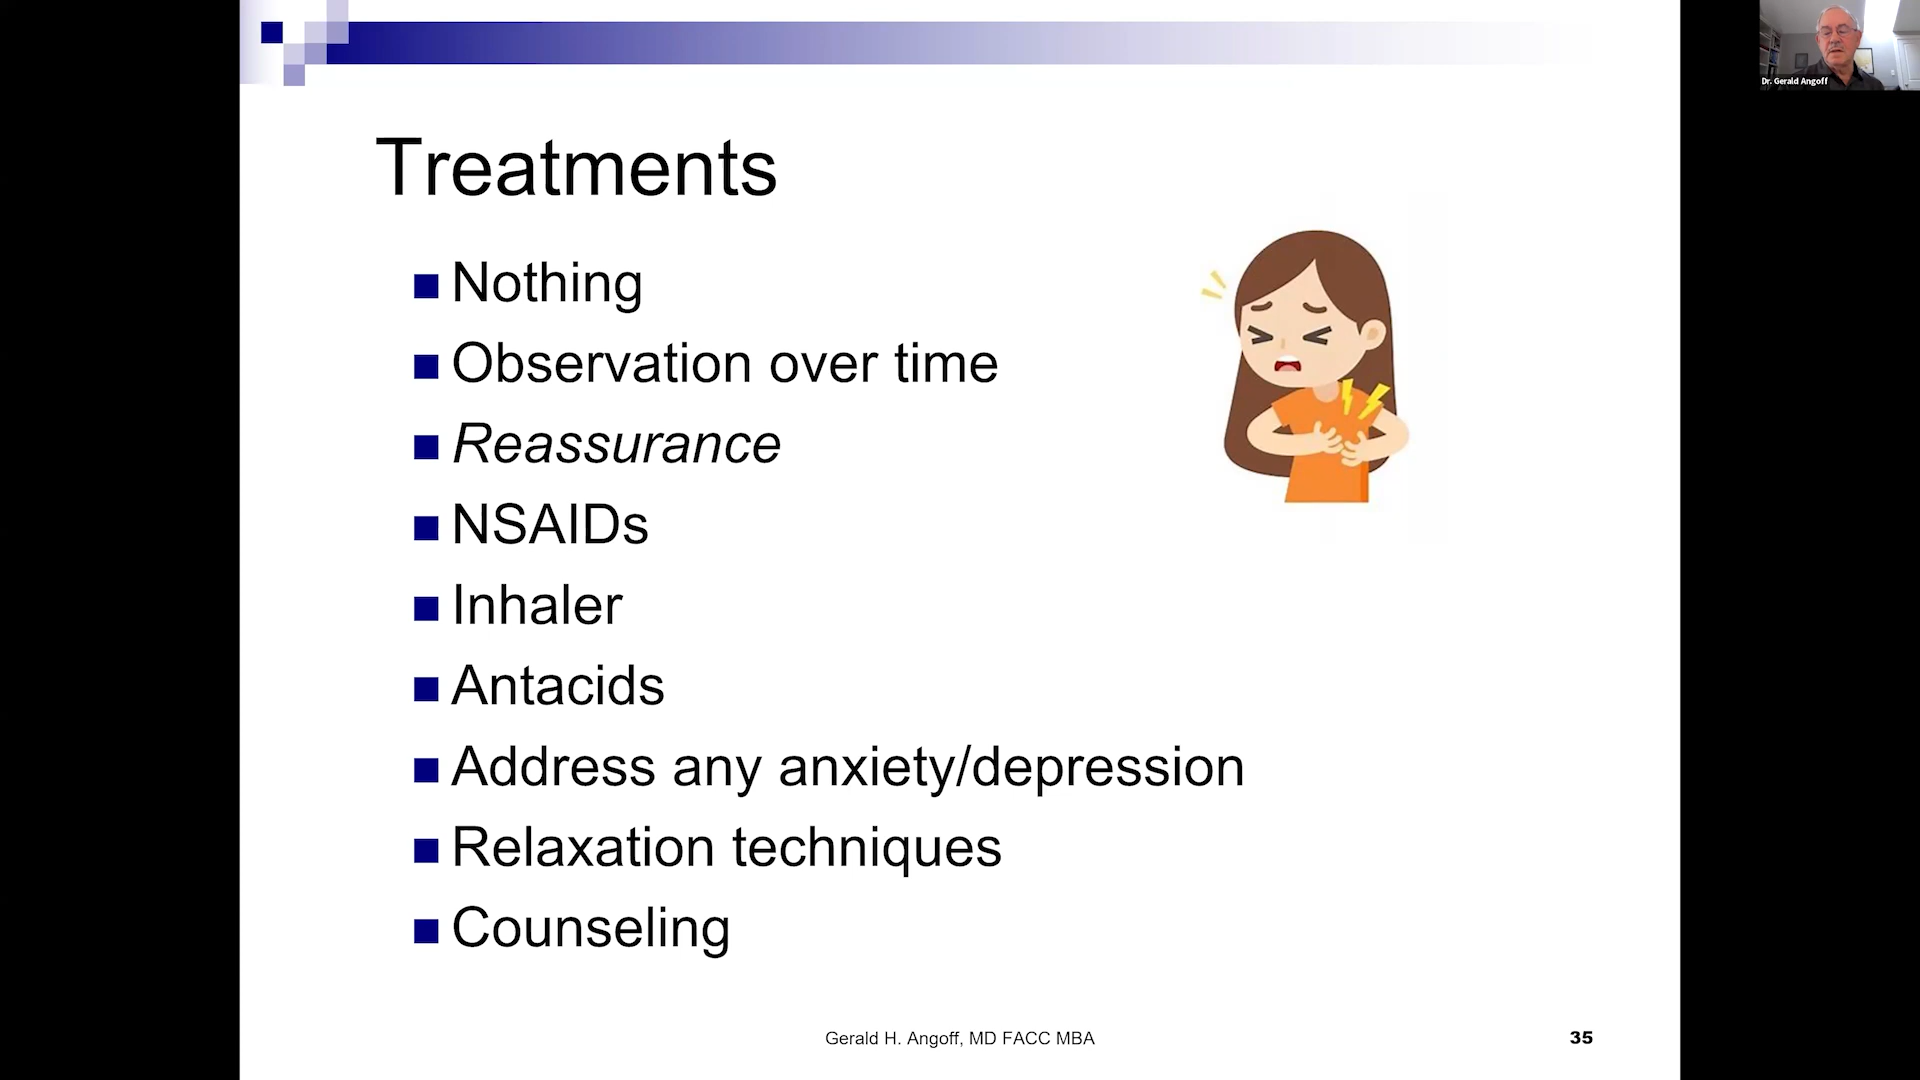 Dr. Gerald Angoff
Treatments
Nothing
Observation over time
Reassurance
NSAIDs
Inhaler
Antacids
Address any anxiety/depression
Relaxation techniques
Counseling
Gerald H. Angoff, MD FACC MBA
35